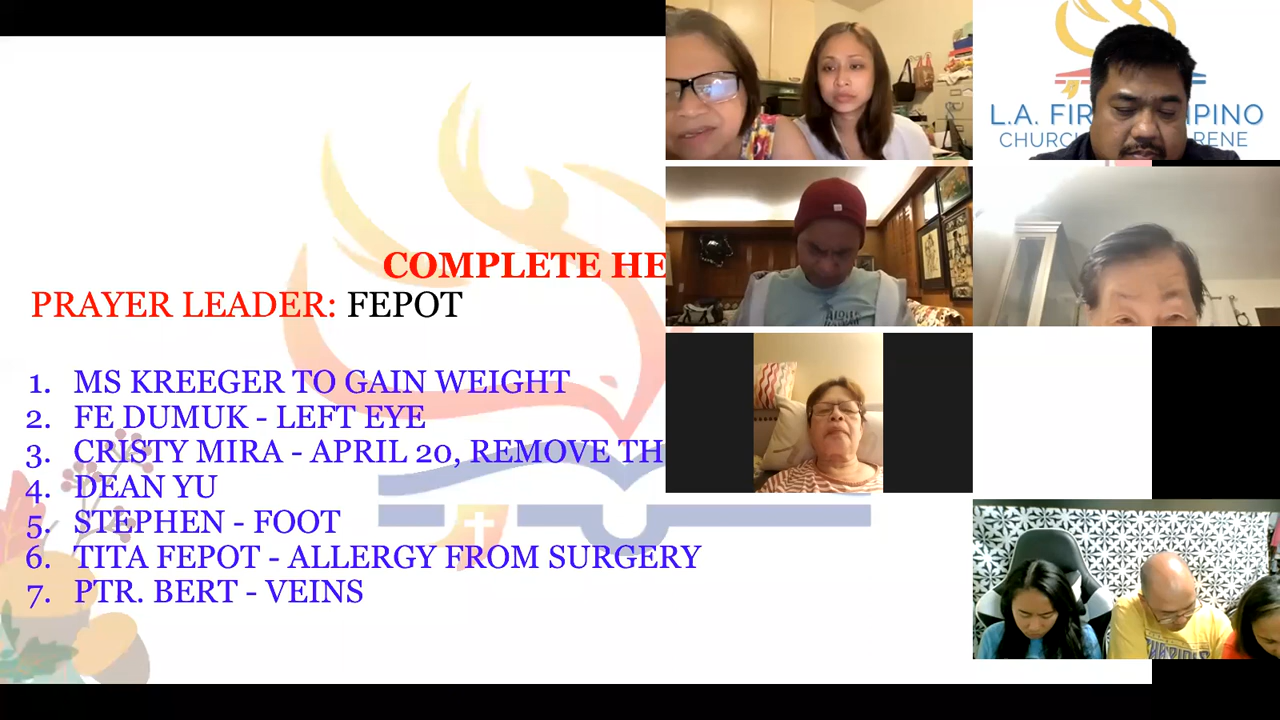 COMPLETE HE
PRAYER LEADER: FEPOT
1. MS KREEGER TO GAIN WEIGHT
2. FE DUMUK - LEFT EYE
3. CRISTY MIRA - APRIL 20, REMOVE TH
4. DEAN YU
5. STEPHEN - FOOT
6. TITA FEPOT - ALLERGY FROM SURGERY
7. PTR. BERT - VEINS
L.A. FIR IPINO
CHURC RENE